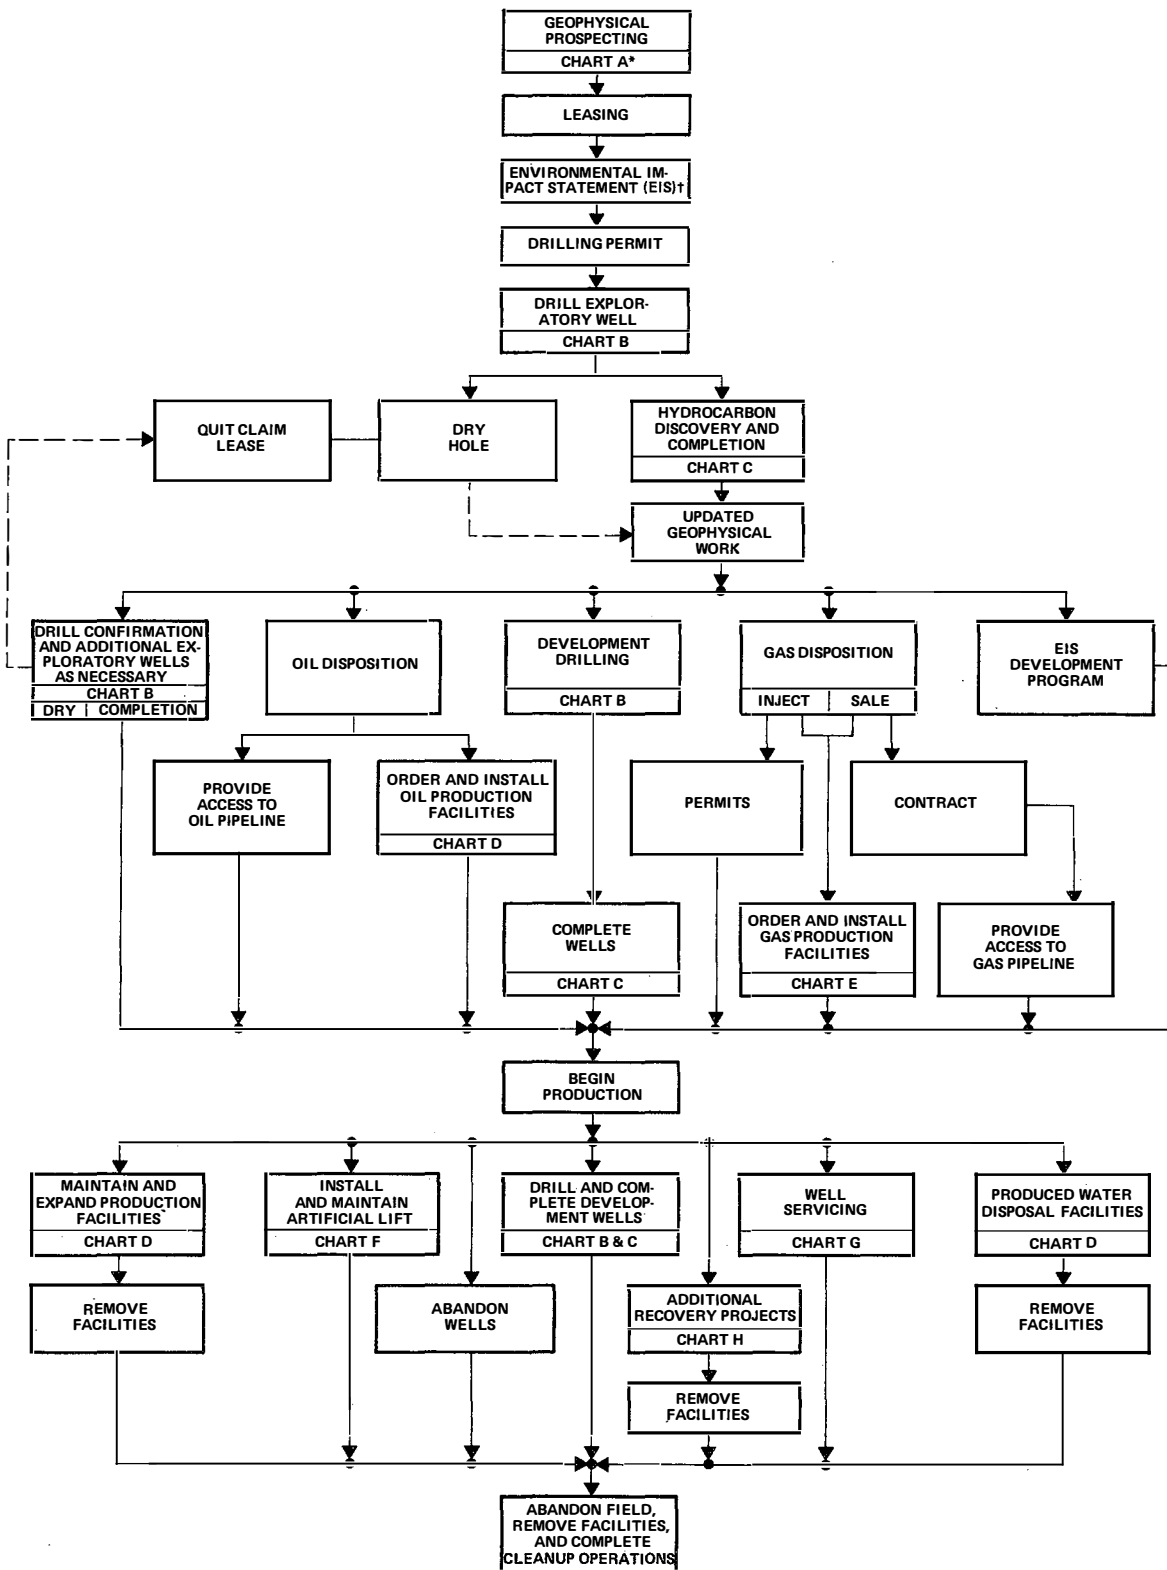 GEOPHYSICAL
PROSPECTING
CHART A*
LEASING
ENVIRONMENTAL IM-
PACT STATEMENT (EIS)†
DRILLING PERMIT
DRILL EXPLOR-
ATORY WELL
CHART B
QUIT CLAIM
LEASE
DRY
HOLE
HYDROCARBON
DISCOVERY AND
COMPLETION
CHART C
UPDATED
GEOPHYSICAL
WORK
DRILL CONFIRMATION
AND ADDITIONAL EX-
PLORATORY WELLS
AS NECESSARY
CHART B
DRY | COMPLETION
OIL DISPOSITION
DEVELOPMENT
DRILLING
CHART B
GAS DISPOSITION
INJECT | SALE
EIS
DEVELOPMENT
PROGRAM
PROVIDE
ACCESS TO
OIL PIPELINE
ORDER AND INSTALL
OIL PRODUCTION
FACILITIES
CHART D
PERMITS
CONTRACT
COMPLETE
WELLS
CHART C
ORDER AND INSTALL
GAS PRODUCTION
FACILITIES
CHART E
PROVIDE
ACCESS TO
GAS PIPELINE
BEGIN
PRODUCTION
MAINTAIN AND
EXPAND PRODUCTION
FACILITIES
CHART D
INSTALL
AND MAINTAIN
ARTIFICIAL LIFT
CHART F
DRILL AND COM-
PLETE DEVELOP-
MENT WELLS
CHART B & C
WELL
SERVICING
CHART G
PRODUCED WATER
DISPOSAL FACILITIES
CHART D
REMOVE
FACILITIES
ABANDON
WELLS
ADDITIONAL
RECOVERY PROJECTS
CHART H
REMOVE
FACILITIES
REMOVE
FACILITIES
ABANDON FIELD,
REMOVE FACILITIES,
AND COMPLETE
CLEANUP OPERATIONS